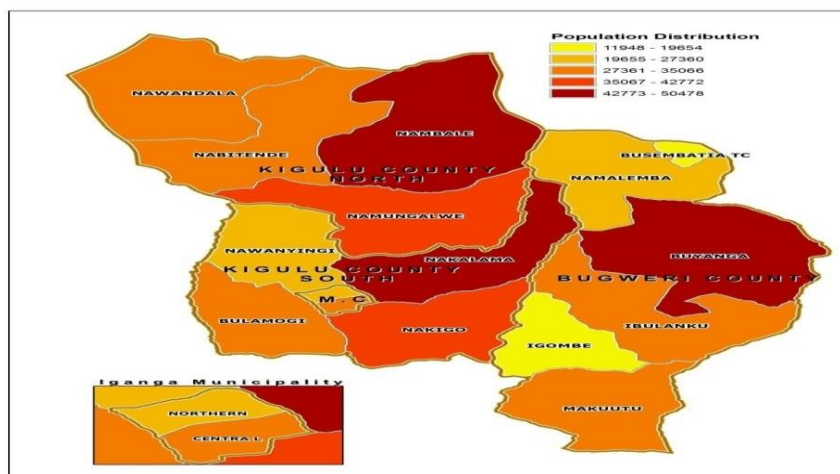 Population Distribution
11948 - 19654
19655 - 27360
27361 - 35066
35067 - 42772
42773 - 50478
NAWANDALA
NAMBALE
NABITENDE
BUSEMBATIA TC
KIGULU COUNTY
NORTH
NAMALEMBA
NAMUNGALWE
NAWANYINGI
NAKALAMA
BUYANGA
KIGULU COUNTY
SOUTH
BUGWERI COUNTY
M.C
BULAMOGI
NAKIGO
IBULANKU
IGOMBE
Iganga Municipality
MAKUUTU
NORTHERN
CENTRAL